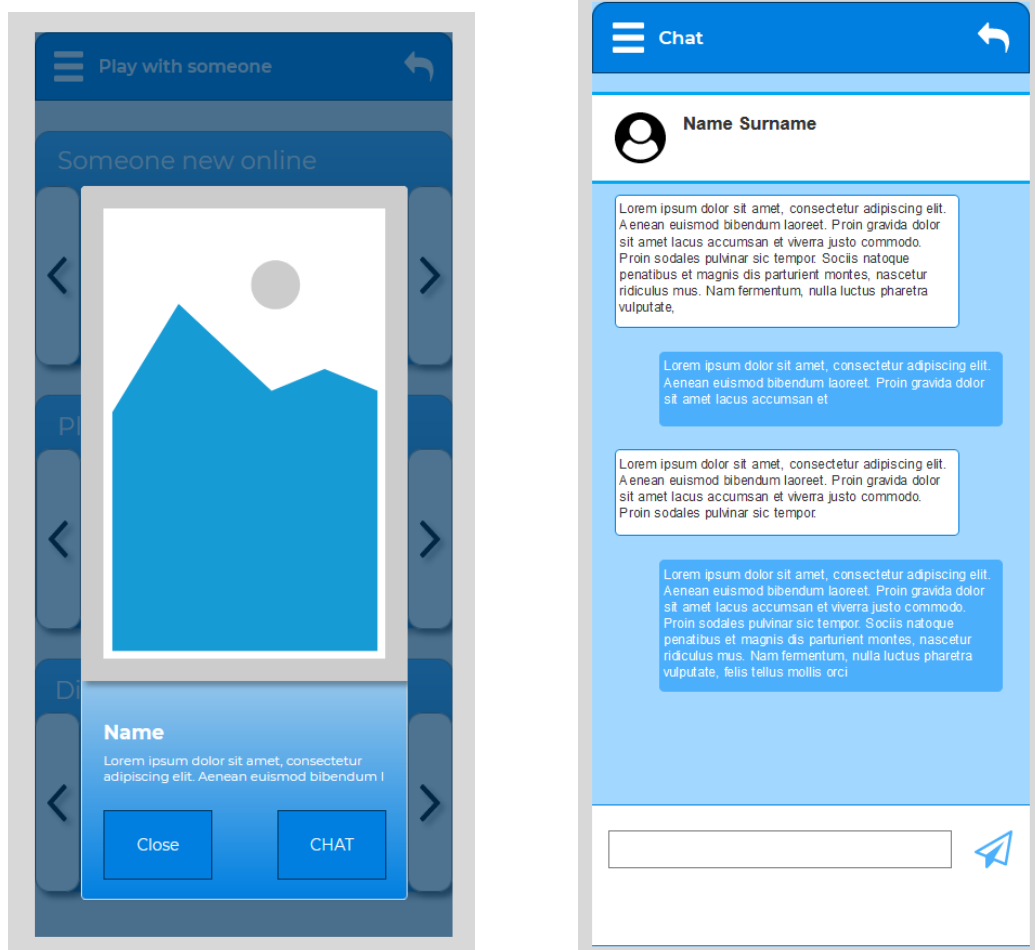 Play with someone
Someone new online
Pl
Di
Name
Lorem ipsum dolor sit amet, consectetur
adipiscing elit. Aenean euismod bibendum l
Close
CHAT
Chat
Name Surname
Lorem ipsum dolor sit amet, consectetur adipiscing elit.
Aenean euismod bibendum laoreet. Proin gravida dolor
sit amet lacus accumsan et viverra justo commodo.
Proin sodales pulvinar sic tempor. Sociis natoque
penatibus et magnis dis parturient montes, nascetur
ridiculus mus. Nam fermentum, nulla luctus pharetra
vulputate,
Lorem ipsum dolor sit amet, consectetur adipiscing elit.
Aenean euismod bibendum laoreet. Proin gravida dolor
sit amet lacus accumsan et
Lorem ipsum dolor sit amet, consectetur adipiscing elit.
Aenean euismod bibendum laoreet. Proin gravida dolor
sit amet lacus accumsan et viverra justo commodo.
Proin sodales pulvinar sic tempor.
Lorem ipsum dolor sit amet, consectetur adipiscing elit.
Aenean euismod bibendum laoreet. Proin gravida dolor
sit amet lacus accumsan et viverra justo commodo.
Proin sodales pulvinar sic tempor. Sociis natoque
penatibus et magnis dis parturient montes, nascetur
ridiculus mus. Nam fermentum, nulla luctus pharetra
vulputate, felis tellus mollis orci